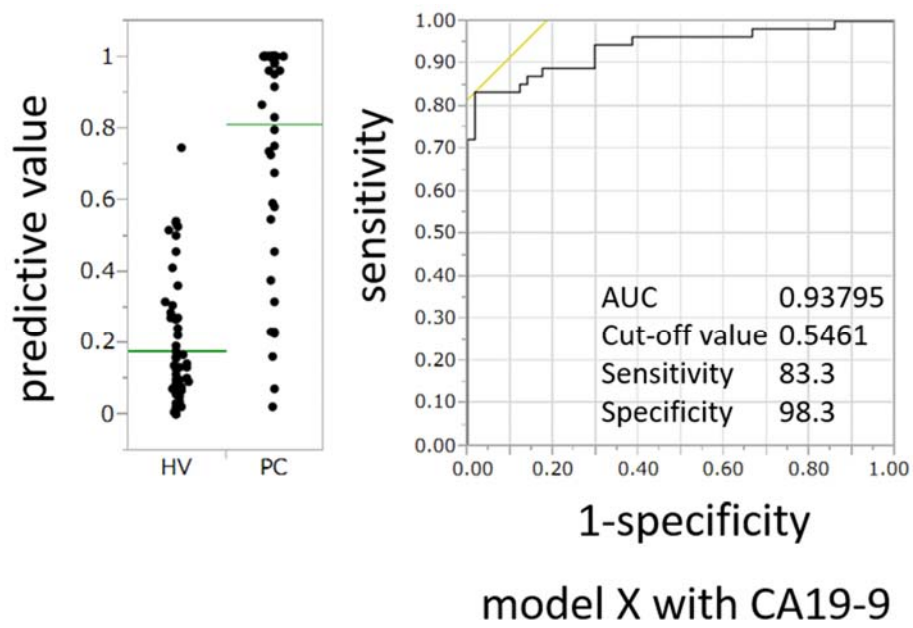 predictive value
1
0.8
0.6
0.4
0.2
0
HV PC
sensitivity
1.00
0.90
0.80
0.70
0.60
0.50
0.40
0.30
0.20
0.10
0.00
AUC 0.93795
Cut-off value 0.5461
Sensitivity 83.3
Specificity 98.3
0.00 0.20 0.40 0.60 0.80 1.00
1-specificity
model X with CA19-9